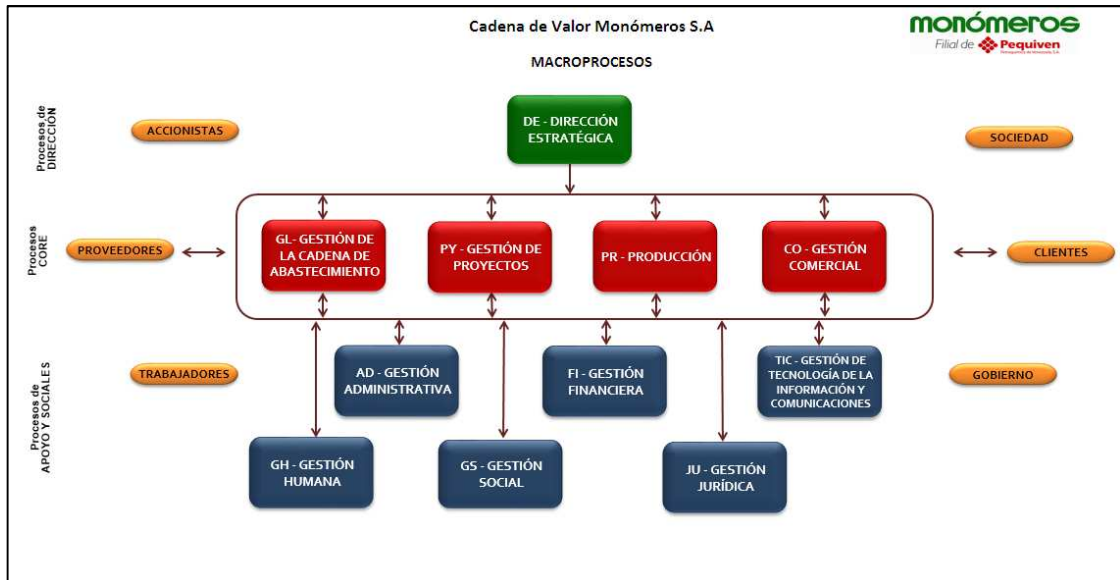 Cadena de Valor Monómeros S.A
monómeros
Filial de Pequiven
MACROPROCESOS
Procesos de
DIRECCIÓN
ACCIONISTAS
DE - DIRECCIÓN
ESTRATÉGICA
SOCIEDAD
Procesos
CORE
PROVEEDORES
GL- GESTIÓN DE
LA CADENA DE
ABASTECIMIENTO
PY - GESTIÓN DE
PROYECTOS
PR - PRODUCCIÓN
CO - GESTIÓN
COMERCIAL
CLIENTES
Procesos de
APOYO Y SOCIALES
TRABAJADORES
AD - GESTIÓN
ADMINISTRATIVA
FI - GESTIÓN
FINANCIERA
TIC - GESTIÓN DE
TECNOLOGÍA DE LA
INFORMACIÓN Y
COMUNICACIONES
GOBIERNO
GH - GESTIÓN
HUMANA
GS - GESTIÓN
SOCIAL
JU - GESTIÓN
JURÍDICA